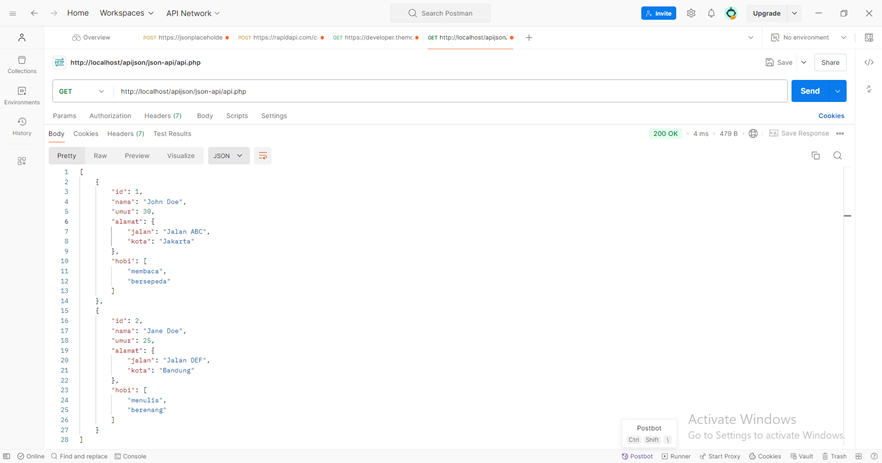 Home Workspaces API Network Search Postman Invite Upgrade
Overview POST https://jsonplaceholde POST https://rapidapi.com/c GET https://developer.themc GET http://localhost/apijson. No environment
http://localhost/apijson/json-api/api.php Save Share
Collections
GET http://localhost/apijson/json-api/api.php Send
Environments
Params Authorization Headers (7) Body Scripts Settings Cookies
History
Body Cookies Headers (7) Test Results 200 OK 4 ms 479 B Save Response
Pretty Raw Preview Visualize JSON
1 [
2 {
3 "id": 1,
4 "nama": "John Doe",
5 "umur": 30,
6 "alamat": {
7 "jalan": "Jalan ABC",
8 "kota": "Jakarta"
9 },
10 "hobi": [
11 "membaca",
12 "bersepeda"
13 ]
14 },
15 {
16 "id": 2,
17 "nama": "Jane Doe",
18 "umur": 25,
19 "alamat": {
20 "jalan": "Jalan DEF",
21 "kota": "Bandung"
22 },
23 "hobi": [
24 "menulis",
25 "berenang"
26 ]
27 }
28 ]
Postbot
Ctrl Shift \
Activate Windows
Go to Settings to activate Windows.
Online Find and replace Console Postbot Runner Start Proxy Cookies Vault Trash